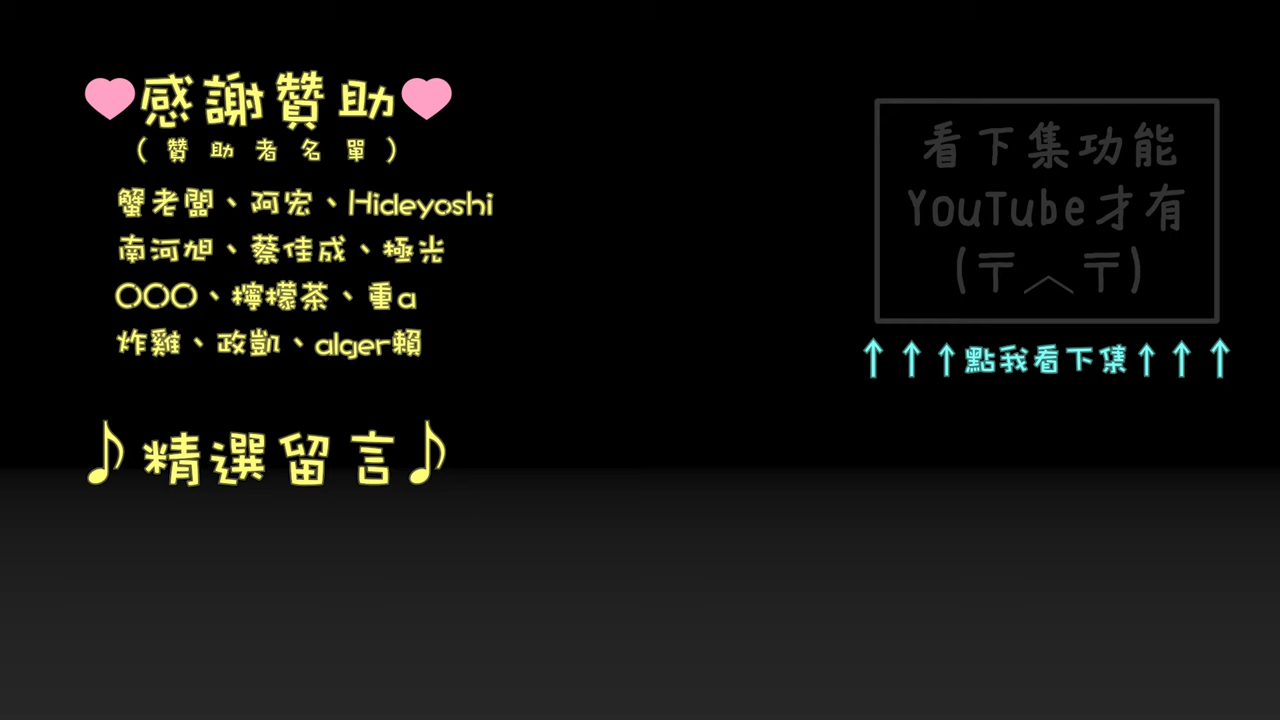 感謝贊助
(贊助者名單)
蟹老闆、阿宏、Hideyoshi
南河旭、蔡佳成、極光
OOO、檸檬茶、重a
炸雞、政凱、alger賴
精選留言
看下集功能
YouTube才有
(〒︿〒)
↑↑↑點我看下集↑↑↑